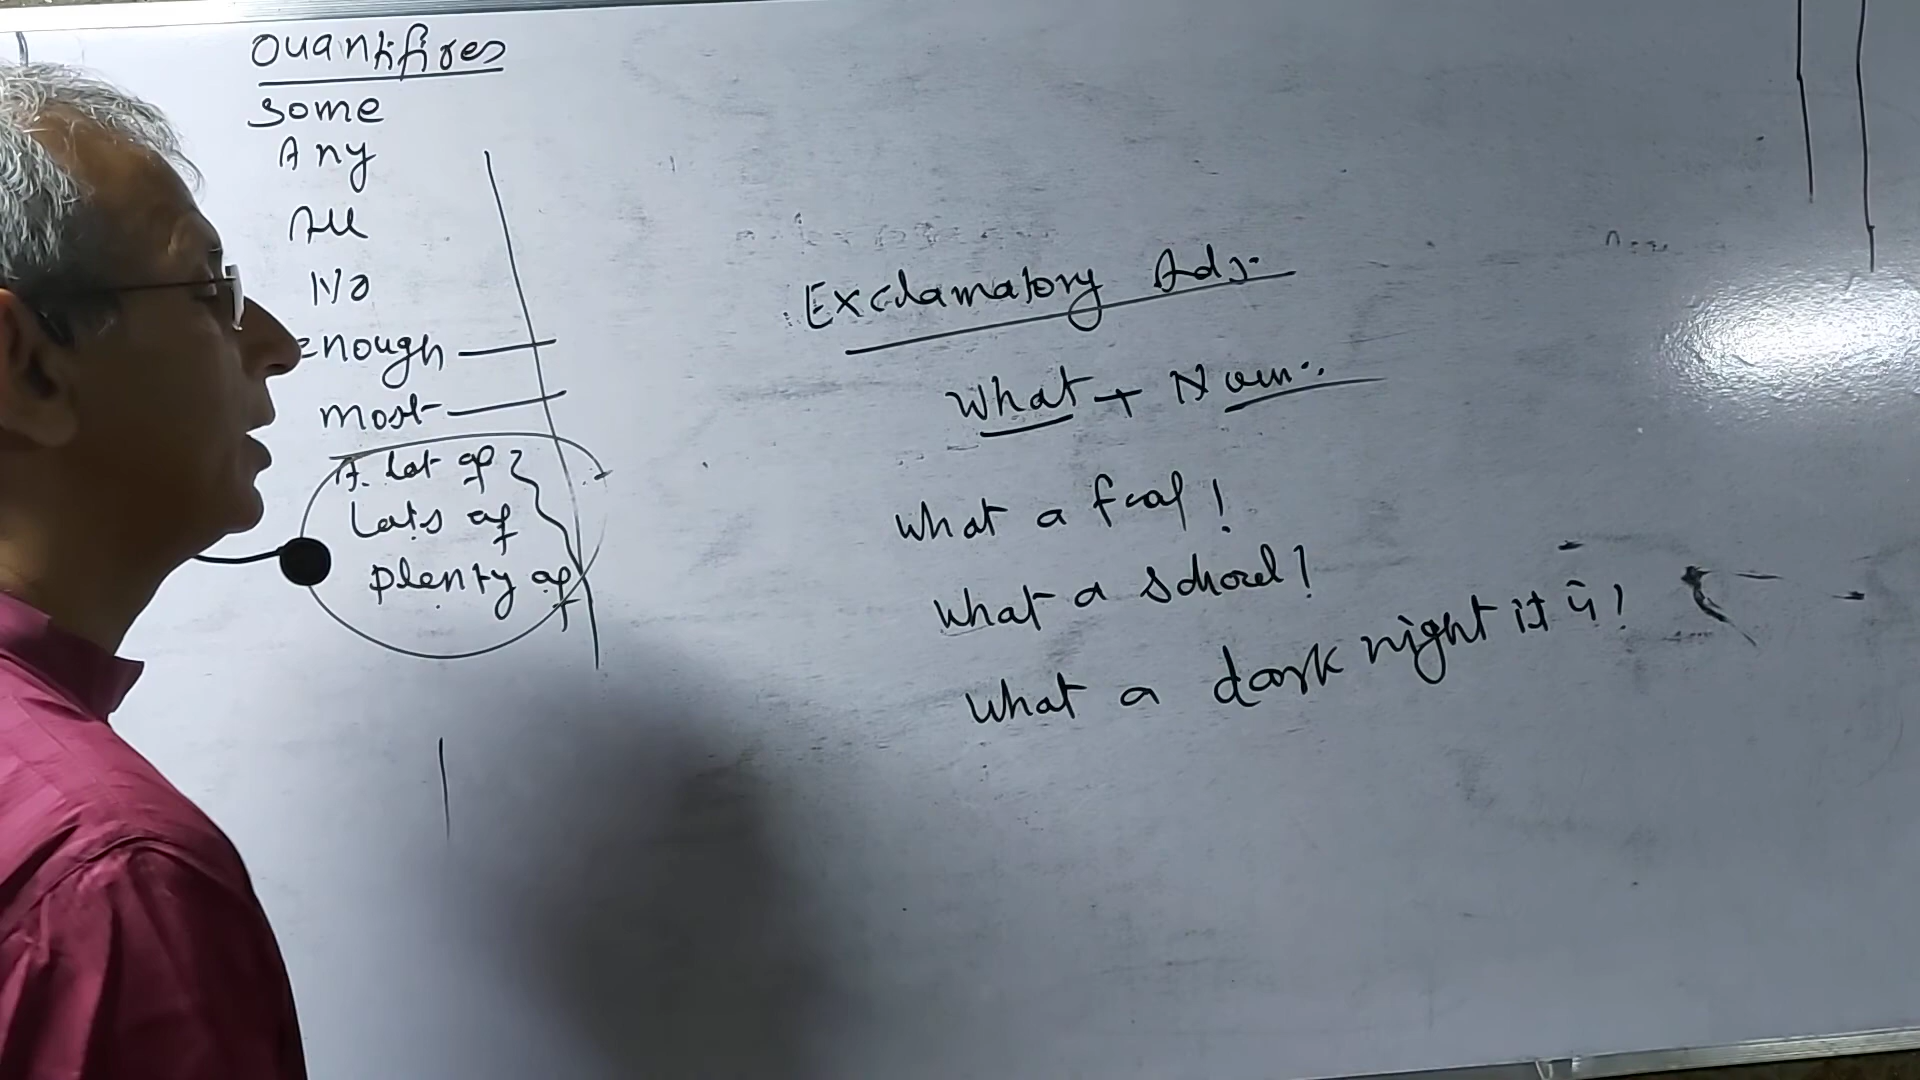 Quantifires
Some
Any
All
No
enough
most
A lot of
Lots of
plenty of
Exclamatory Adj.
What + Noun..
What a fool!
What a school!
What a dark night it is!